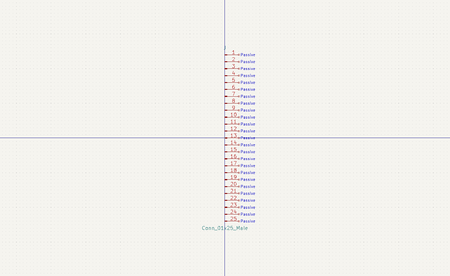 J
1 Passive
2 Passive
3 Passive
4 Passive
5 Passive
6 Passive
7 Passive
8 Passive
9 Passive
10 Passive
11 Passive
12 Passive
13 Passive
14 Passive
15 Passive
16 Passive
17 Passive
18 Passive
19 Passive
20 Passive
21 Passive
22 Passive
23 Passive
24 Passive
25 Passive
Conn_01x25_Male